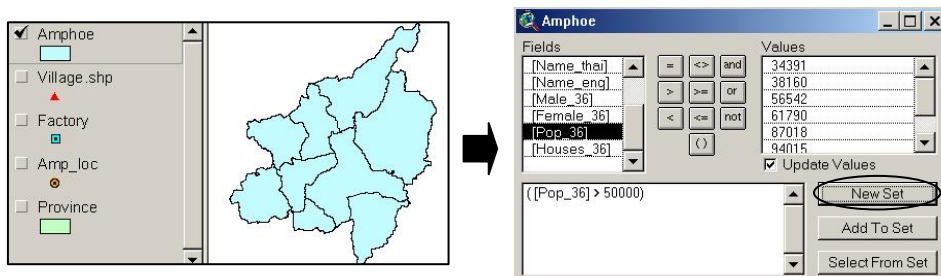 Amphoe
Village.shp
Factory
Amp_loc
Province
Amphoe
Fields
[Name_thai]
[Name_eng]
[Male_36]
[Female_36]
[Pop_36]
[Houses_36]
= <> and
> >= or
< <= not
()
Values
34391
38160
56542
61790
87018
94015
Update Values
([Pop_36] > 50000)
New Set
Add To Set
Select From Set